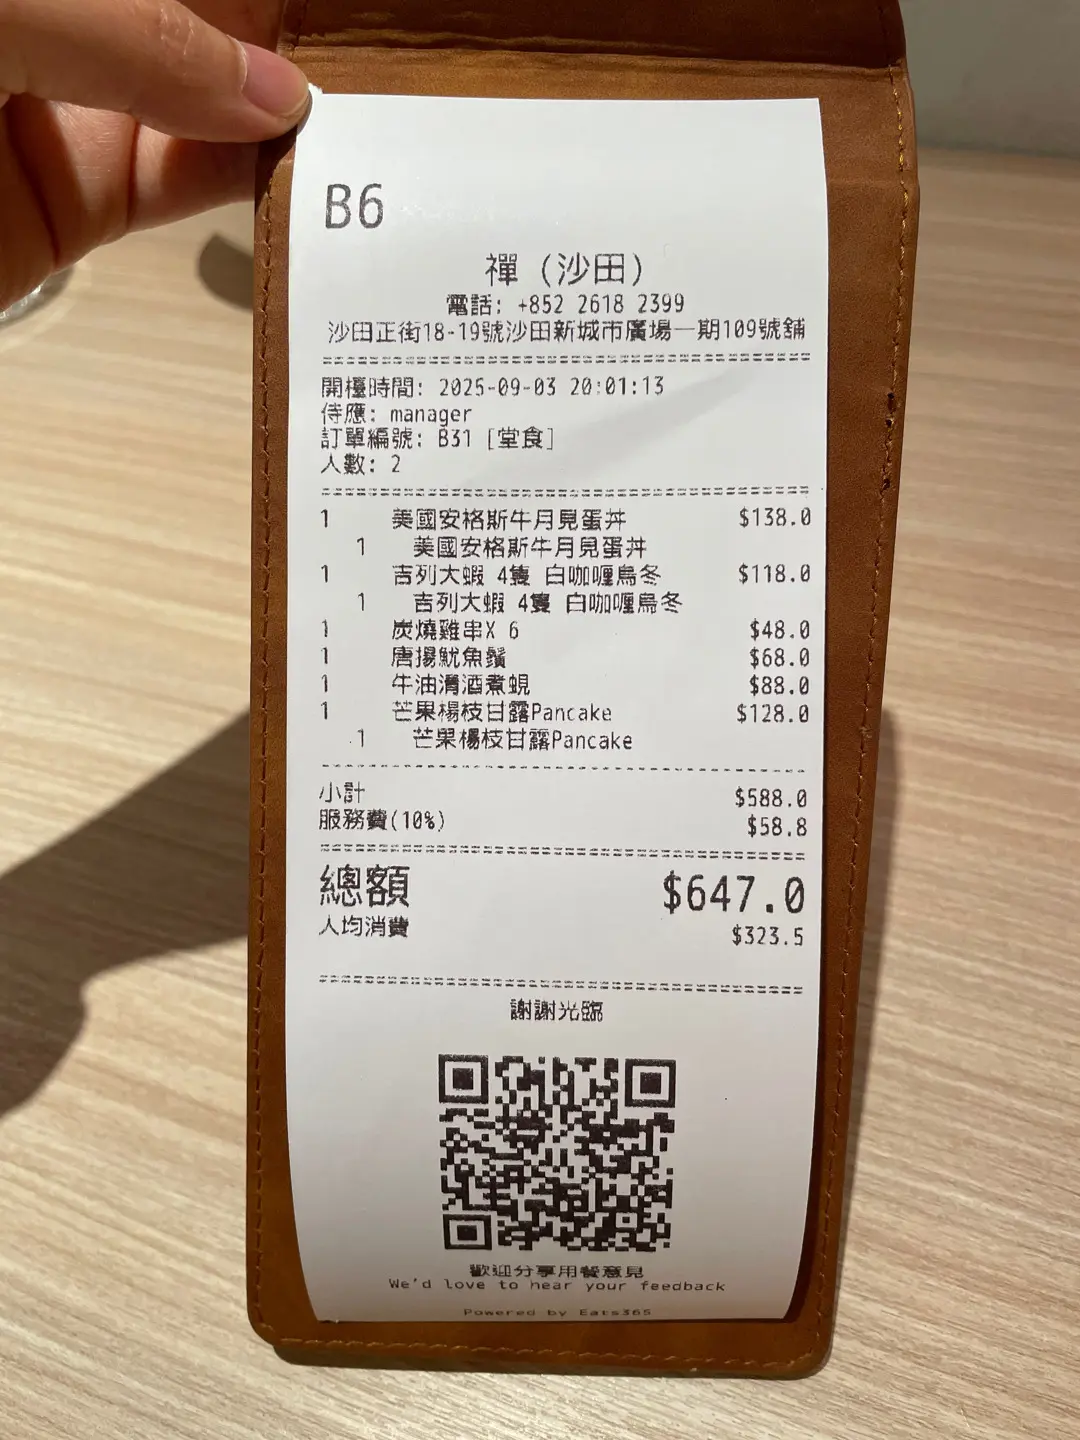 B6
禪 (沙田)
電話: +852 2618 2399
沙田正街18-19號沙田新城市廣場一期109號舖
開檯時間: 2025-09-03 20:01:13
侍應: manager
訂單編號: B31 [堂食]
人數: 2
1 美國安格斯牛月見蛋丼 $138.0
1 美國安格斯牛月見蛋丼
1 吉列大蝦 4隻 白咖喱烏冬 $118.0
1 吉列大蝦 4隻 白咖喱烏冬
1 炭燒雞串X 6 $48.0
1 唐揚魷魚鬚 $68.0
1 牛油清酒煮蜆 $88.0
1 芒果楊枝甘露Pancake $128.0
1 芒果楊枝甘露Pancake
小計 $588.0
服務費(10%) $58.8
總額 $647.0
人均消費 $323.5
謝謝光臨
歡迎分享用餐意見
We'd love to hear your feedback
Powered by Eats365